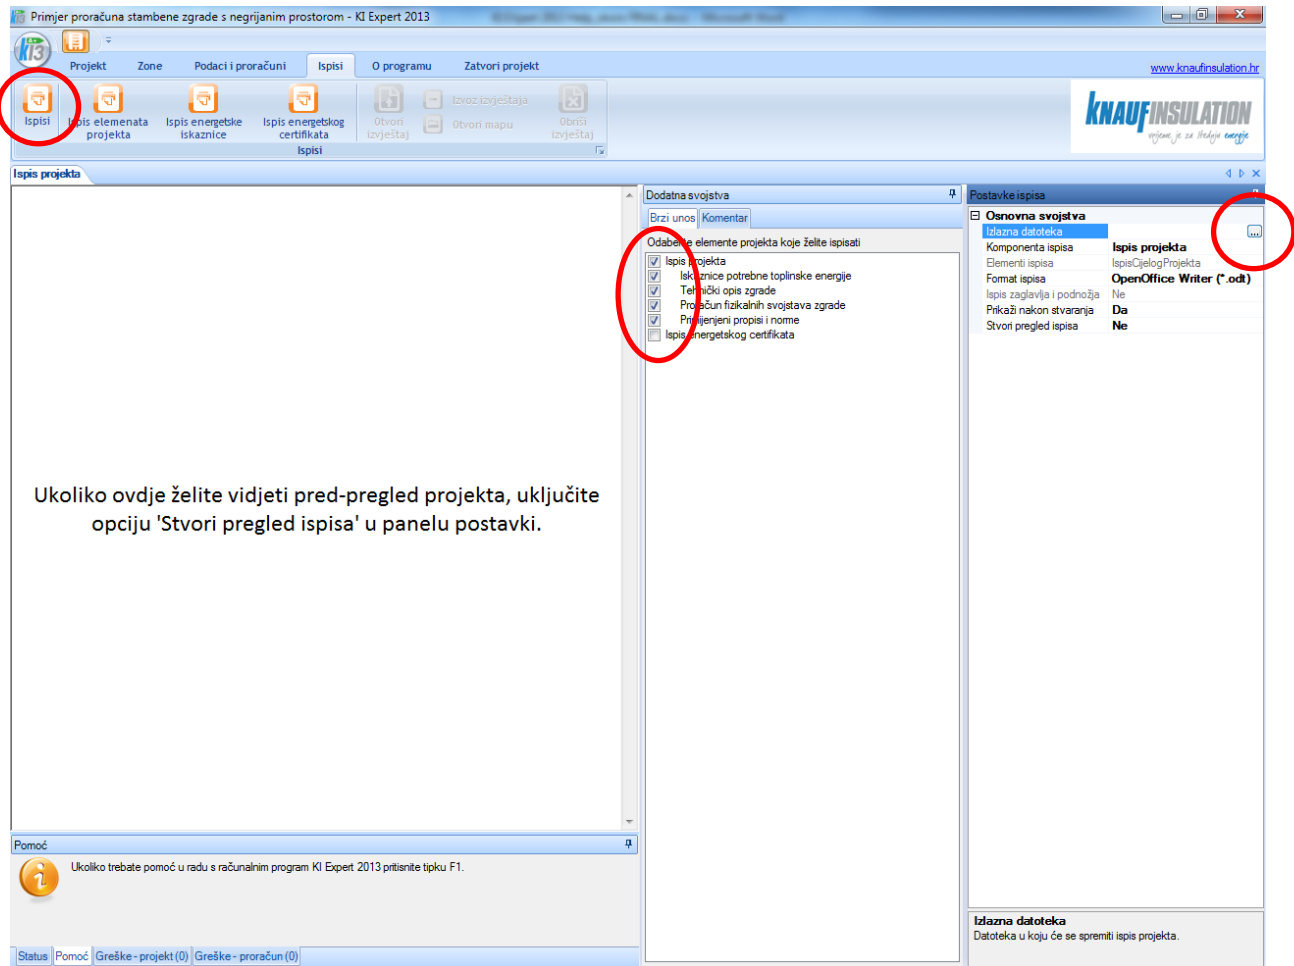 Primjer proračuna stambene zgrade s negrijanim prostorom - KI Expert 2013
Projekt Zone Podaci i proračuni Ispisi O programu Zatvori projekt
www.knaufinsulation.hr
Ispisi
Ispis elemenata projekta
Ispis energetske iskaznice
Ispis energetskog certifikata
Otvori izvještaj
Izvoz izvještaja
Otvori mapu
Obriši izvještaj
Ispisi
KNAUFINSULATION
vrijeme je za štednju energije
Ispis projekta
Ukoliko ovdje želite vidjeti pred-pregled projekta, uključite
opciju 'Stvori pregled ispisa' u panelu postavki.
Dodatna svojstva
Brzi unos Komentar
Odaberite elemente projekta koje želite ispisati
Ispis projekta
Iskaznice potrebne toplinske energije
Tehnički opis zgrade
Proračun fizikalnih svojstava zgrade
Primijenjeni propisi i norme
Ispis energetskog certifikata
Postavke ispisa
Osnovna svojstva
Izlazna datoteka ...
Komponenta ispisa Ispis projekta
Elementi ispisa IspisCijelogProjekta
Format ispisa OpenOffice Writer (*.odt)
Ispis zaglavlja i podnožja Ne
Prikaži nakon stvaranja Da
Stvori pregled ispisa Ne
Izlazna datoteka
Datoteka u koju će se spremiti ispis projekta.
Pomoć
Ukoliko trebate pomoć u radu s računalnim program KI Expert 2013 pritisnite tipku F1.
Status Pomoć Greške - projekt (0) Greške - proračun (0)